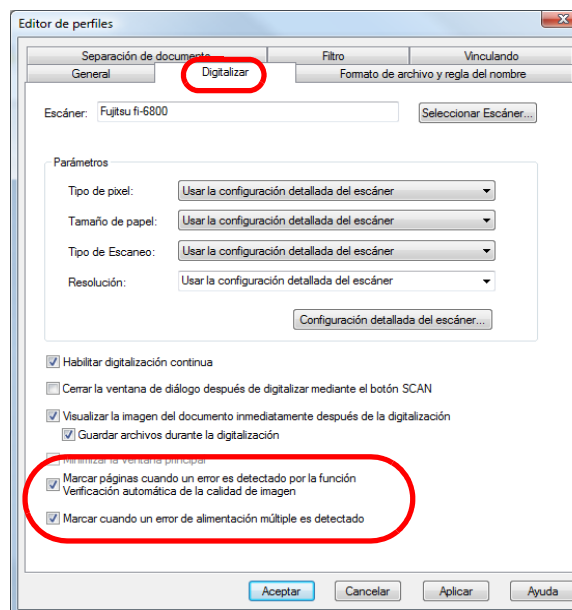 Editor de perfiles
Separación de documento Filtro Vinculando
General Digitalizar Formato de archivo y regla del nombre
Escáner: Fujitsu fi-6800 Seleccionar Escáner...
Parámetros
Tipo de pixel: Usar la configuración detallada del escáner
Tamaño de papel: Usar la configuración detallada del escáner
Tipo de Escaneo: Usar la configuración detallada del escáner
Resolución: Usar la configuración detallada del escáner
Configuración detallada del escáner...
Habilitar digitalización continua
Cerrar la ventana de diálogo después de digitalizar mediante el botón SCAN
Visualizar la imagen del documento inmediatamente después de la digitalización
Guardar archivos durante la digitalización
Minimizar la ventana principal
Marcar páginas cuando un error es detectado por la función
Verificación automática de la calidad de imagen
Marcar cuando un error de alimentación múltiple es detectado
Aceptar Cancelar Aplicar Ayuda